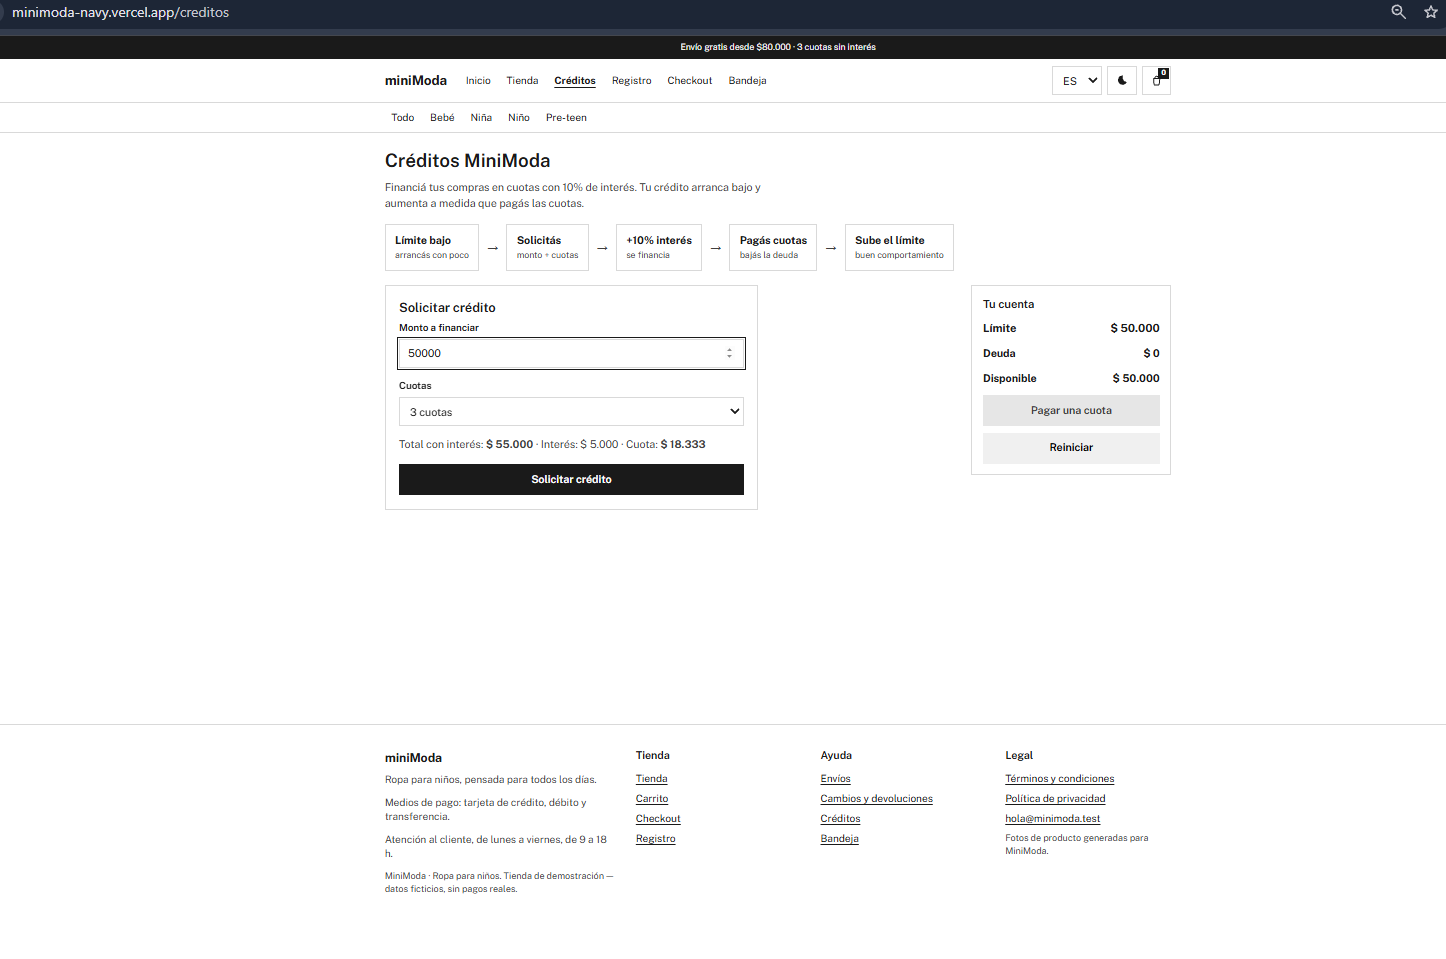 minimoda-navy.vercel.app/creditos
Envío gratis desde $80.000 · 3 cuotas sin interés
miniModa Inicio Tienda Créditos Registro Checkout Bandeja ES 0
Todo Bebé Niña Niño Pre-teen
Créditos MiniModa
Financiá tus compras en cuotas con 10% de interés. Tu crédito arranca bajo y
aumenta a medida que pagás las cuotas.
Límite bajo
arrancás con poco
→
Solicitás
monto + cuotas
→
+10% interés
se financia
→
Pagás cuotas
bajás la deuda
→
Sube el límite
buen comportamiento
Solicitar crédito
Monto a financiar
50000
Cuotas
3 cuotas
Total con interés: $ 55.000 · Interés: $ 5.000 · Cuota: $ 18.333
Solicitar crédito
Tu cuenta
Límite $ 50.000
Deuda $ 0
Disponible $ 50.000
Pagar una cuota
Reiniciar
miniModa
Ropa para niños, pensada para todos los días.
Medios de pago: tarjeta de crédito, débito y
transferencia.
Atención al cliente, de lunes a viernes, de 9 a 18
h.
MiniModa · Ropa para niños. Tienda de demostración —
datos ficticios, sin pagos reales.
Tienda
Tienda
Carrito
Checkout
Registro
Ayuda
Envíos
Cambios y devoluciones
Créditos
Bandeja
Legal
Términos y condiciones
Política de privacidad
hola@minimoda.test
Fotos de producto generadas para
MiniModa.